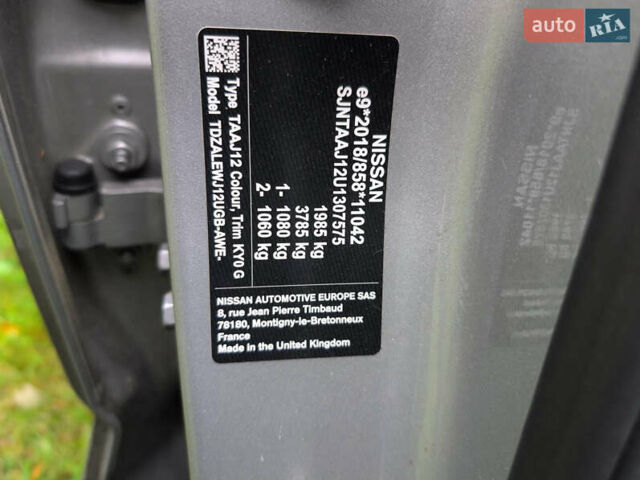 auto RIA.com
NISSAN
e9*2018/858*11042
SJNTAAJ12U1307575
1985 kg
3785 kg
1- 1080 kg
2- 1060 kg
Type TAAJ12 Colour, Trim KY0 G
Model TDZALEWJ12UGB-AWE-
NISSAN AUTOMOTIVE EUROPE SAS
8, rue Jean Pierre Timbaud
78180, Montigny-le-Bretonneux
France
Made in the United Kingdom